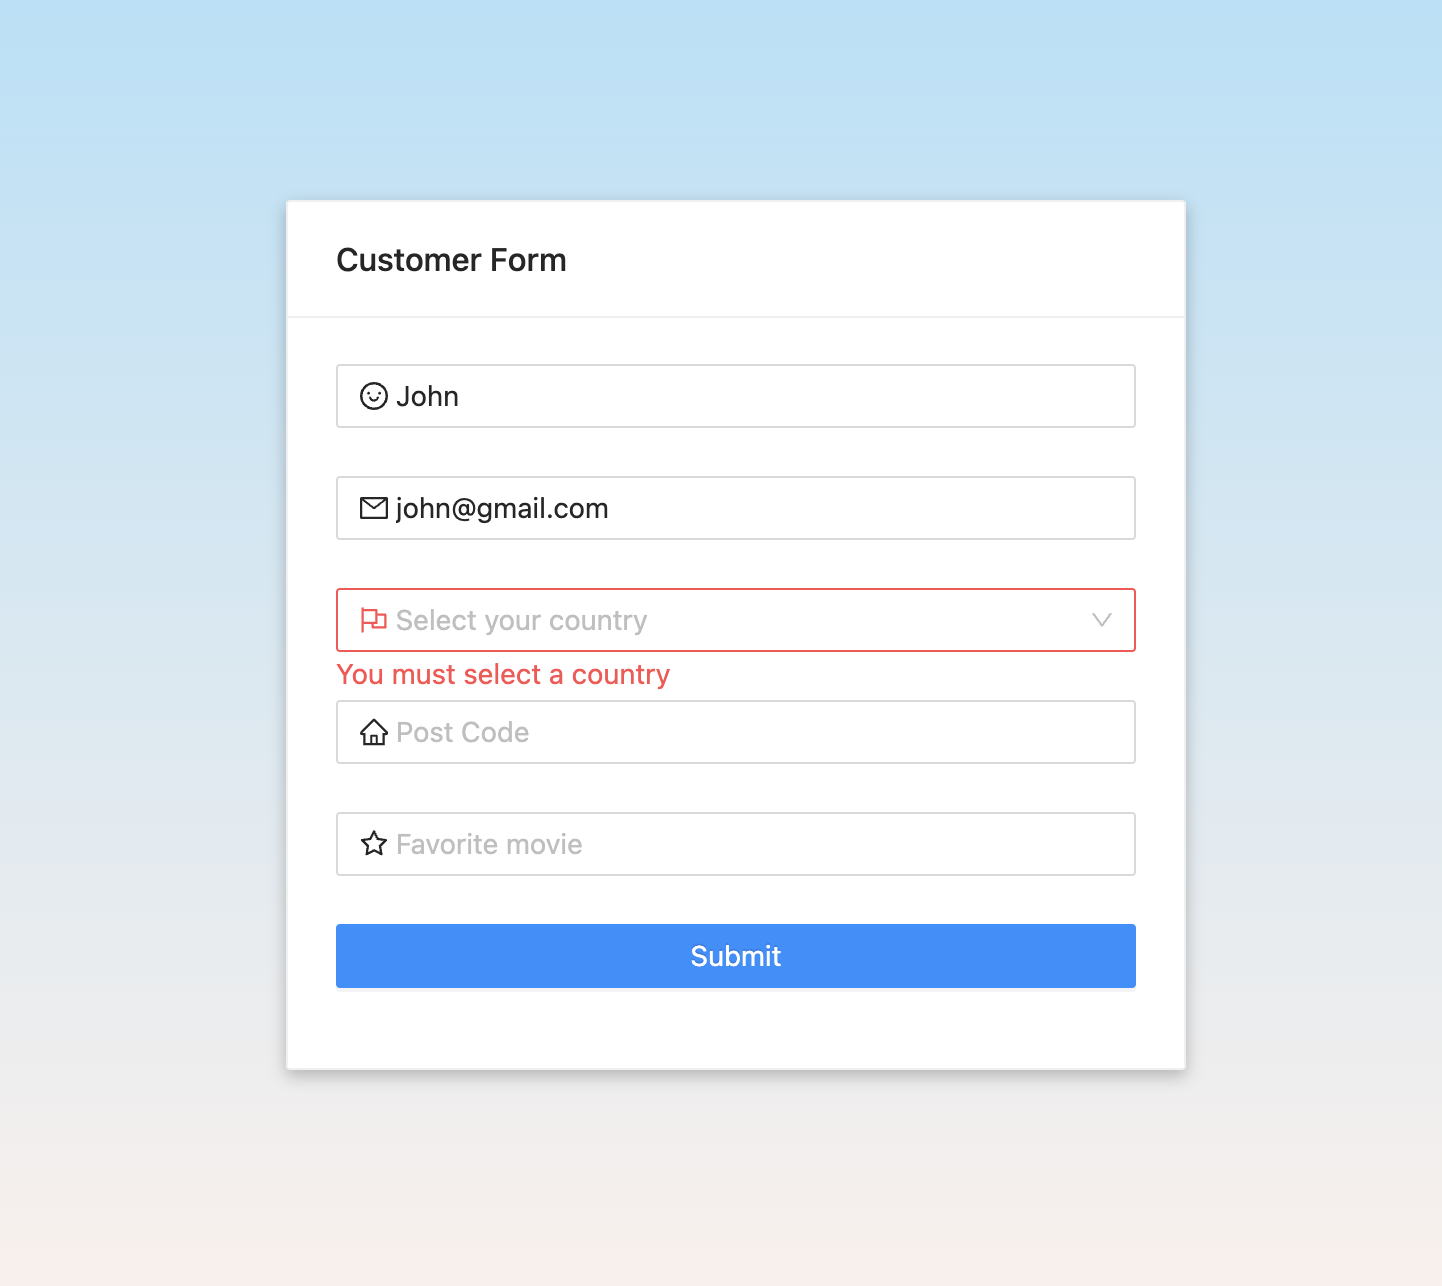 Customer Form
John
john@gmail.com
Select your country
You must select a country
Post Code
Favorite movie
Submit